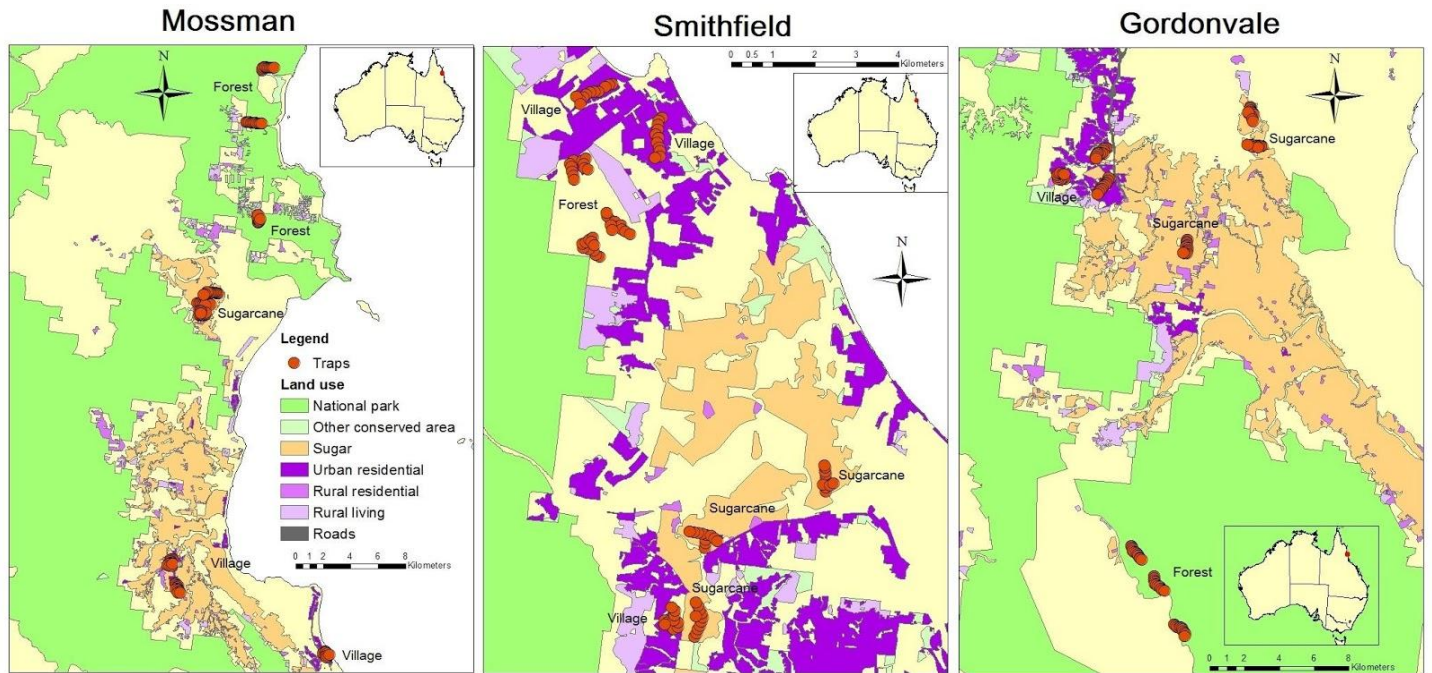 Mossman
N
Forest
Forest
Sugarcane
Legend
Traps
Land use
National park
Other conserved area
Sugar
Urban residential
Rural residential
Rural living
Roads
0 1 2 4 6 8
Kilometers
Village
Village
Smithfield
0 0.5 1 2 3 4
Kilometers
Village
Village
Forest
N
Sugarcane
Sugarcane
Sugarcane
Village
Gordonvale
N
Sugarcane
Village
Sugarcane
Forest
0 1 2 4 6 8
Kilometers